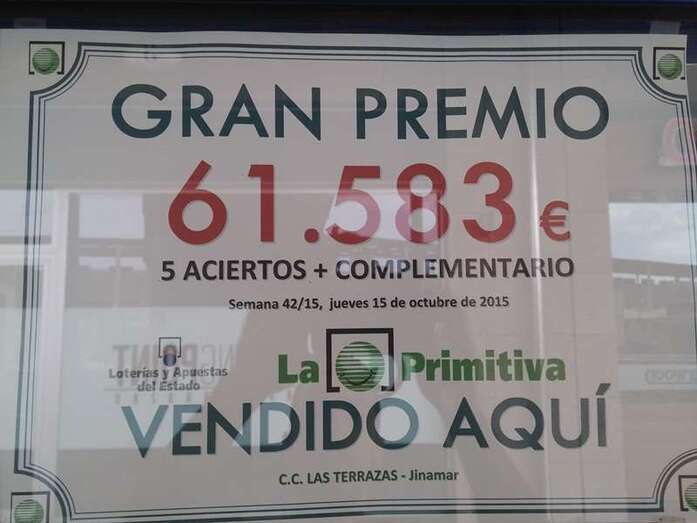 GRAN PREMIO
61.583 €
5 ACIERTOS + COMPLEMENTARIO
Semana 42/15, jueves 15 de octubre de 2015
Loterías y Apuestas
del Estado
La Primitiva
VENDIDO AQUÍ
C.C. LAS TERRAZAS - Jinamar